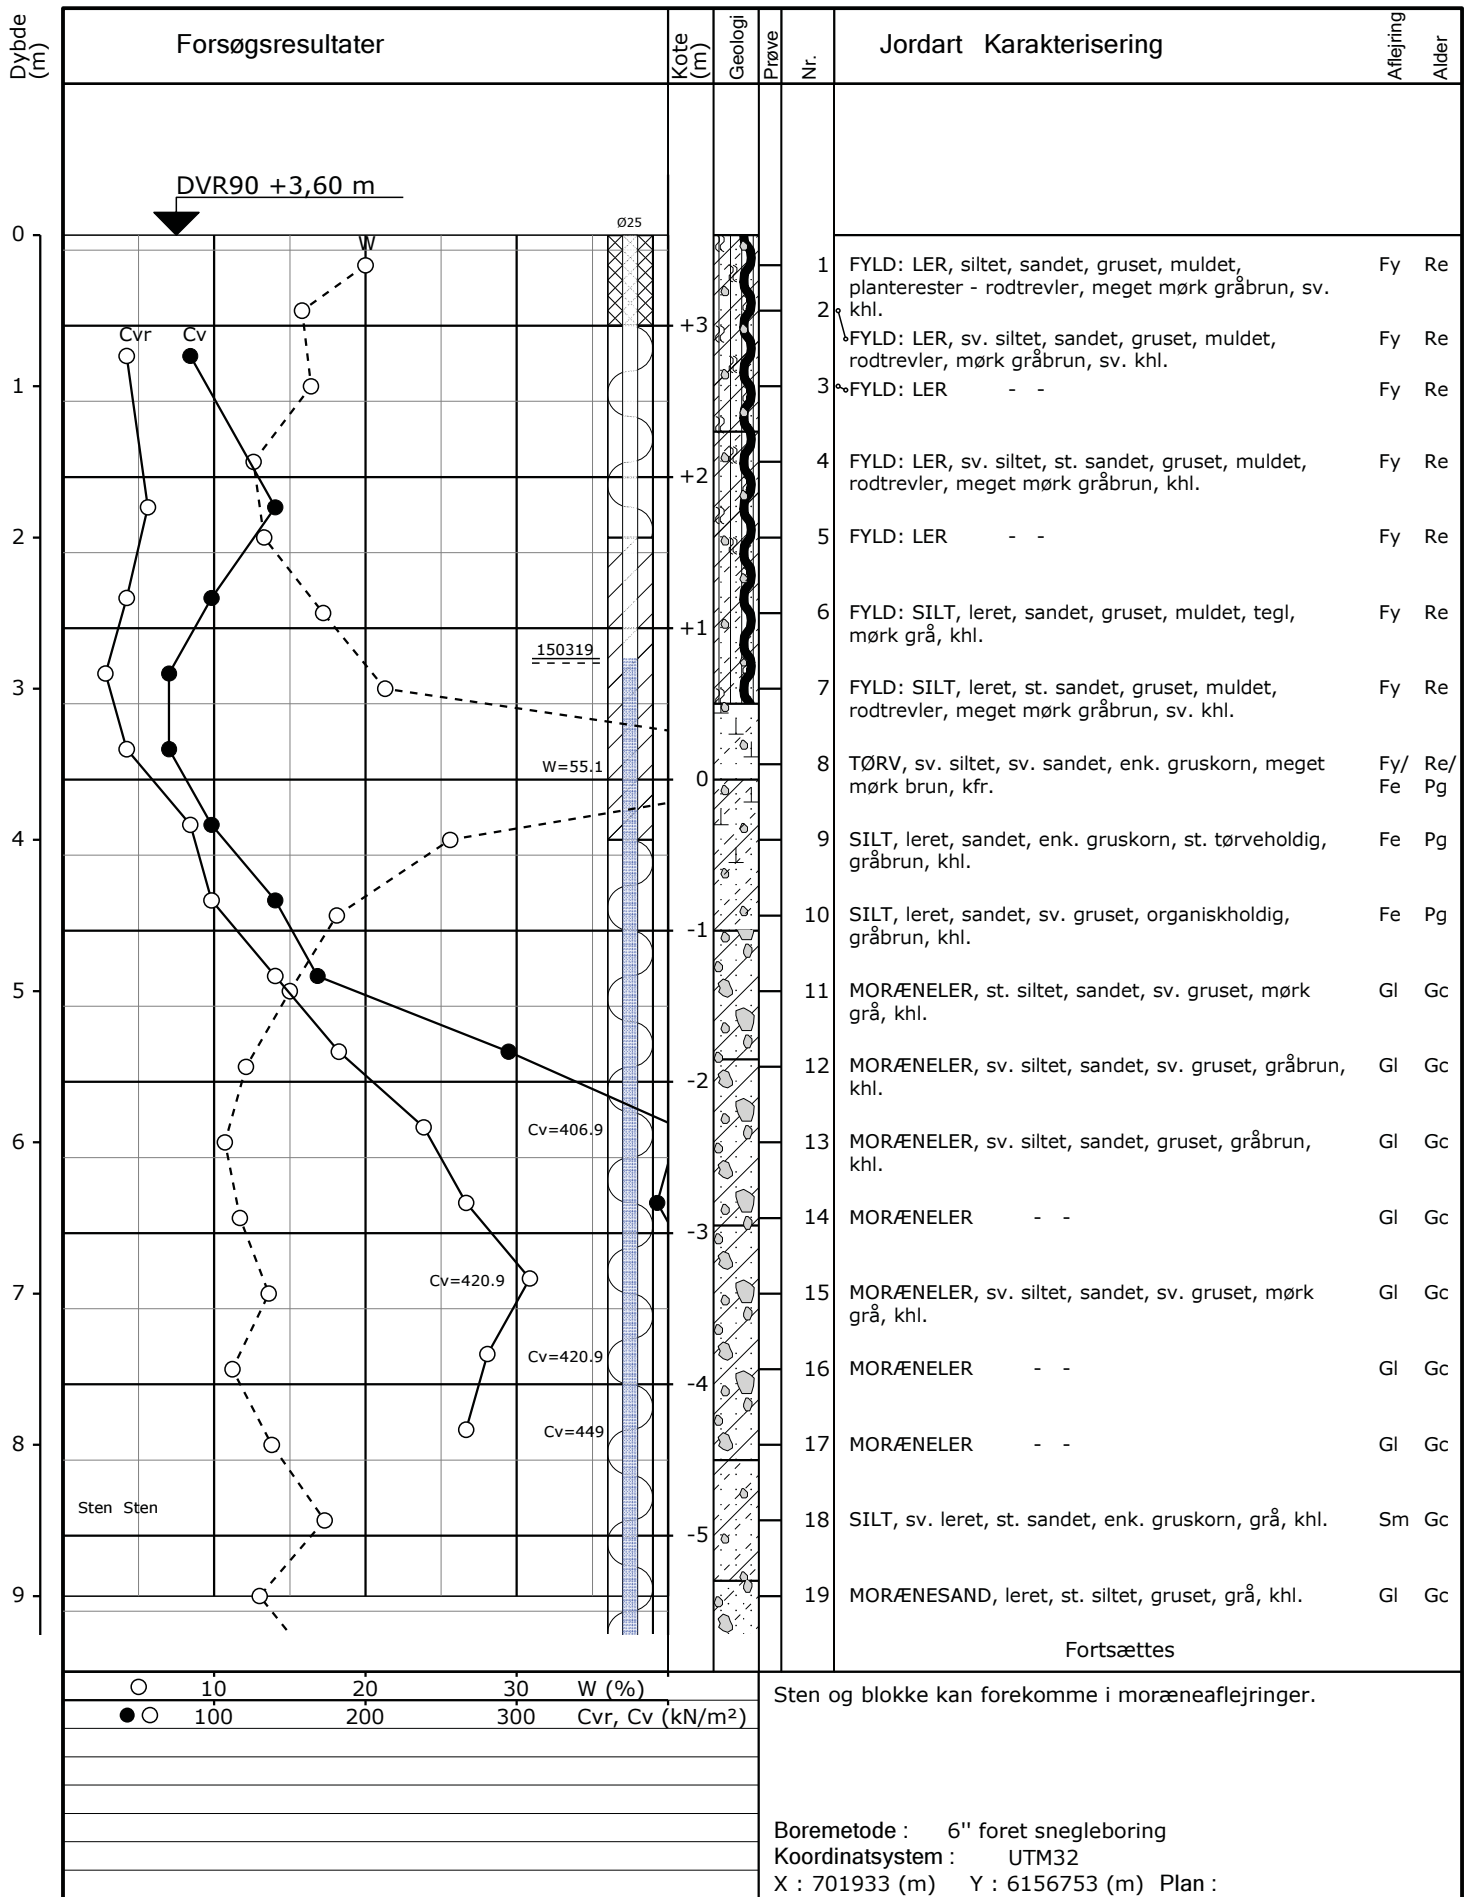 Dybde (m)
Forsøgsresultater
Kote (m)
Geologi
Prøve
Nr.
Jordart Karakterisering
Aflejring
Alder
DVR90 +3,60 m
Ø25
0
W
1 FYLD: LER, siltet, sandet, gruset, muldet, Fy Re
planterester - rodtrevler, meget mørk gråbrun, sv.
2 khl.
+3
Cvr Cv
FYLD: LER, sv. siltet, sandet, gruset, muldet, Fy Re
rodtrevler, mørk gråbrun, sv. khl.
1
3 FYLD: LER - - Fy Re
4 FYLD: LER, sv. siltet, st. sandet, gruset, muldet, Fy Re
+2
rodtrevler, meget mørk gråbrun, khl.
2
5 FYLD: LER - - Fy Re
6 FYLD: SILT, leret, sandet, gruset, muldet, tegl, Fy Re
+1
mørk grå, khl.
150319
3
7 FYLD: SILT, leret, st. sandet, gruset, muldet, Fy Re
rodtrevler, meget mørk gråbrun, sv. khl.
W=55.1
8 TØRV, sv. siltet, sv. sandet, enk. gruskorn, meget Fy/ Re/
0
mørk brun, kfr. Fe Pg
4
9 SILT, leret, sandet, enk. gruskorn, st. tørveholdig, Fe Pg
gråbrun, khl.
10 SILT, leret, sandet, sv. gruset, organiskholdig, Fe Pg
-1
gråbrun, khl.
5
11 MORÆNELER, st. siltet, sandet, sv. gruset, mørk Gl Gc
grå, khl.
12 MORÆNELER, sv. siltet, sandet, sv. gruset, gråbrun, Gl Gc
-2
khl.
Cv=406.9
6
13 MORÆNELER, sv. siltet, sandet, gruset, gråbrun, Gl Gc
khl.
14 MORÆNELER - - Gl Gc
-3
Cv=420.9
7
15 MORÆNELER, sv. siltet, sandet, sv. gruset, mørk Gl Gc
grå, khl.
Cv=420.9
16 MORÆNELER - - Gl Gc
-4
Cv=449
8
17 MORÆNELER - - Gl Gc
Sten Sten
18 SILT, sv. leret, st. sandet, enk. gruskorn, grå, khl. Sm Gc
-5
9
19 MORÆNESAND, leret, st. siltet, gruset, grå, khl. Gl Gc
Fortsættes
10 20 30 W (%)
100 200 300 Cvr, Cv (kN/m²)
Sten og blokke kan forekomme i moræneaflejringer.
Boremetode : 6'' foret snegleboring
Koordinatsystem : UTM32
X : 701933 (m) Y : 6156753 (m) Plan :